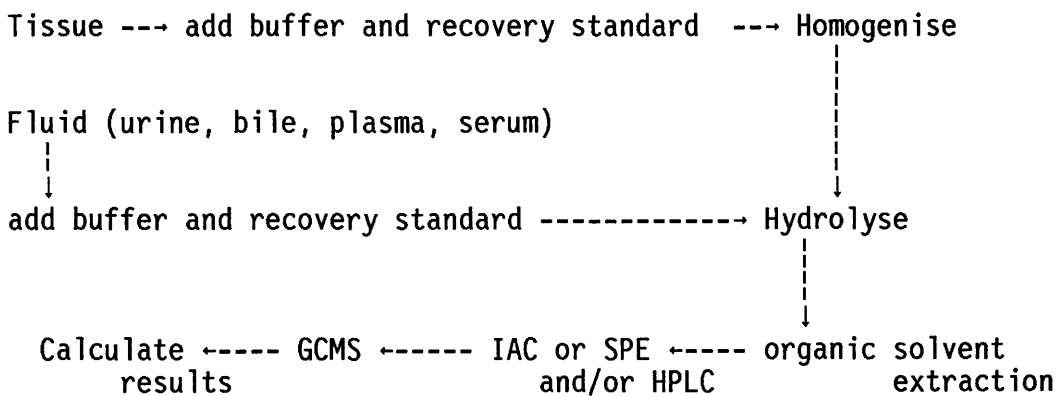 Tissue ---→ add buffer and recovery standard ---→ Homogenise
Fluid (urine, bile, plasma, serum)
add buffer and recovery standard ------------→ Hydrolyse
Calculate ←---- GCMS ←----- IAC or SPE ←---- organic solvent
results and/or HPLC extraction